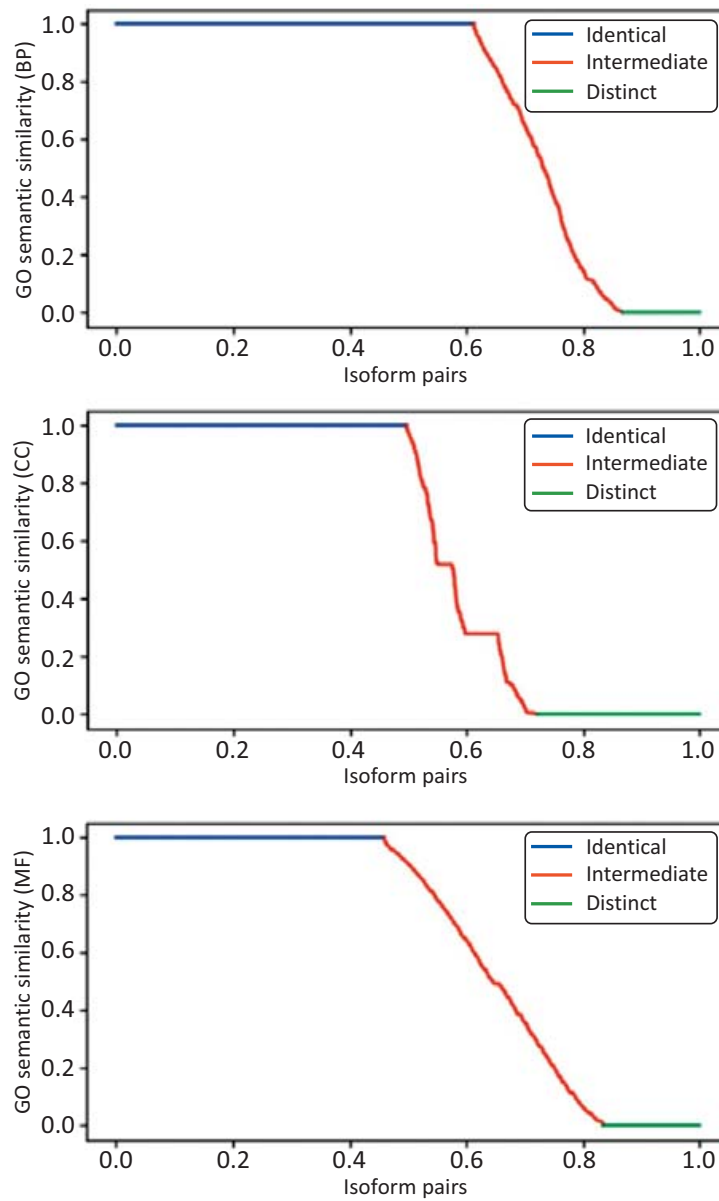 GO semantic similarity (BP)
1.0
0.8
0.6
0.4
0.2
0.0
Identical
Intermediate
Distinct
0.0 0.2 0.4 0.6 0.8 1.0
Isoform pairs
GO semantic similarity (CC)
1.0
0.8
0.6
0.4
0.2
0.0
Identical
Intermediate
Distinct
0.0 0.2 0.4 0.6 0.8 1.0
Isoform pairs
GO semantic similarity (MF)
1.0
0.8
0.6
0.4
0.2
0.0
Identical
Intermediate
Distinct
0.0 0.2 0.4 0.6 0.8 1.0
Isoform pairs